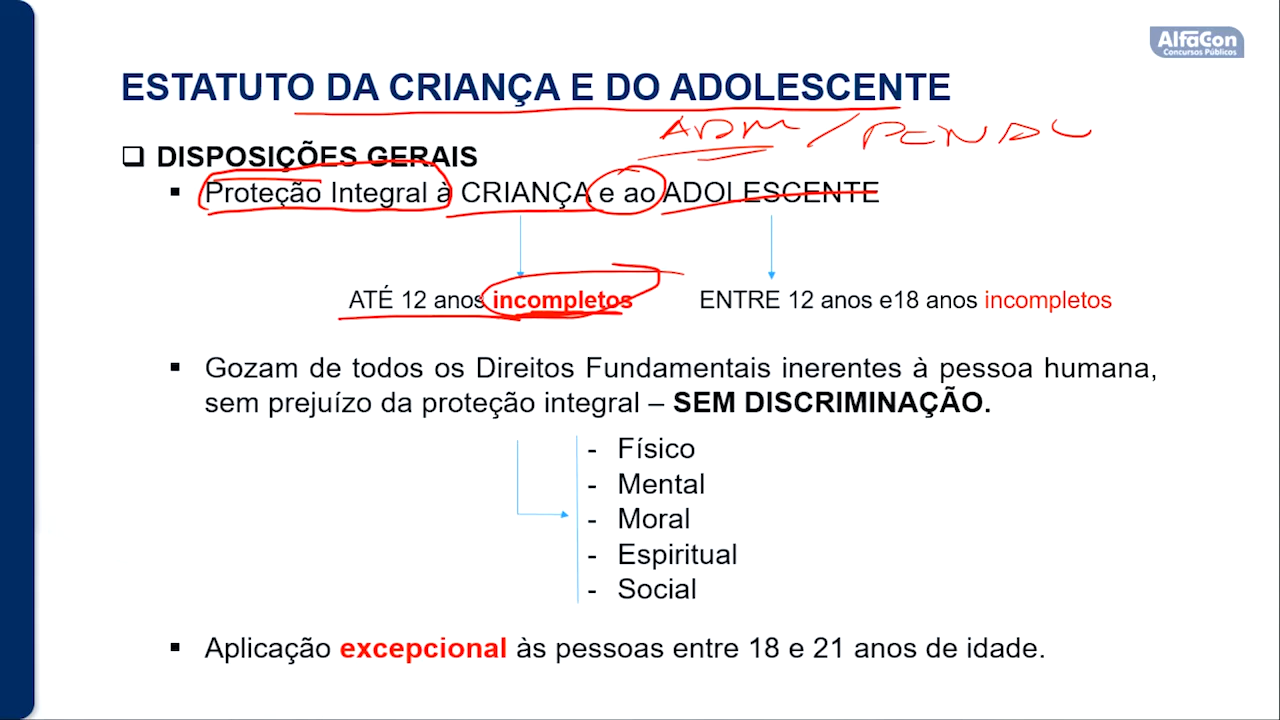 AlfaCon
Concursos Públicos
ESTATUTO DA CRIANÇA E DO ADOLESCENTE
ADM / PENAL
❑ DISPOSIÇÕES GERAIS
▪ Proteção Integral à CRIANÇA e ao ADOLESCENTE
ATÉ 12 anos incompletos ENTRE 12 anos e18 anos incompletos
▪ Gozam de todos os Direitos Fundamentais inerentes à pessoa humana,
sem prejuízo da proteção integral – SEM DISCRIMINAÇÃO.
- Físico
- Mental
- Moral
- Espiritual
- Social
▪ Aplicação excepcional às pessoas entre 18 e 21 anos de idade.